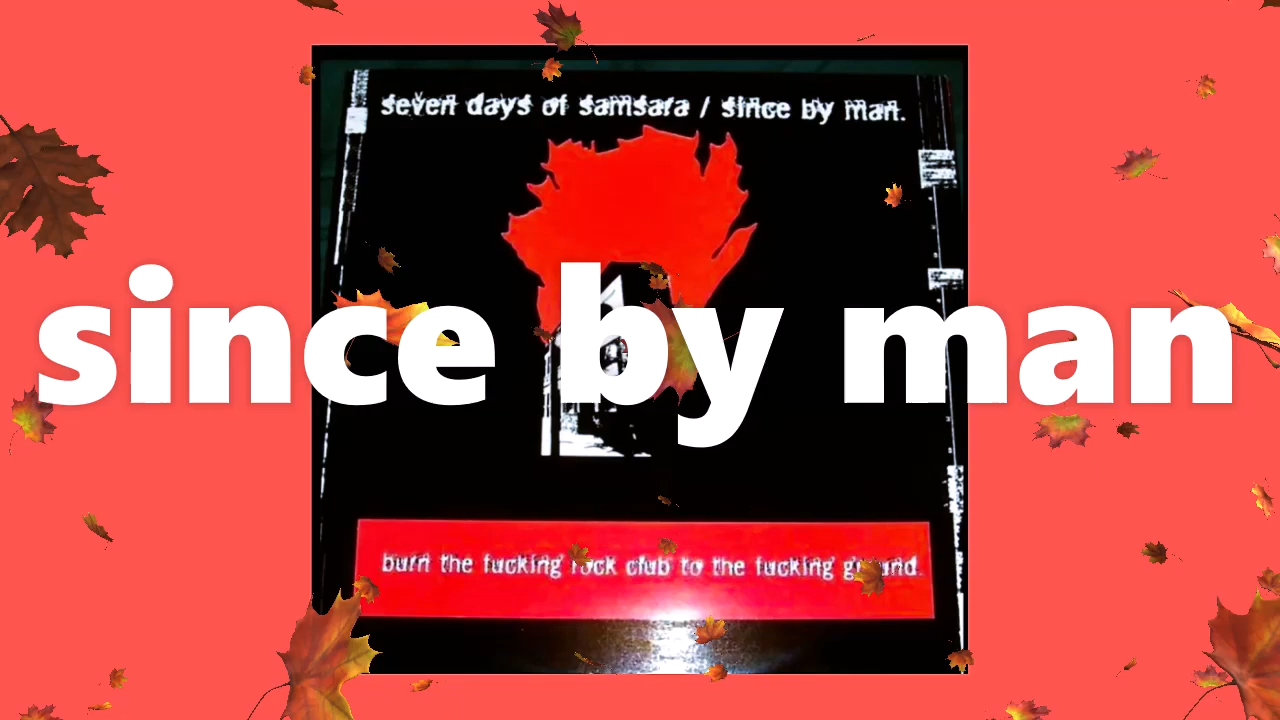 seven days of samsara / since by man.
since by man
burn the fucking rock club to the fucking ground.